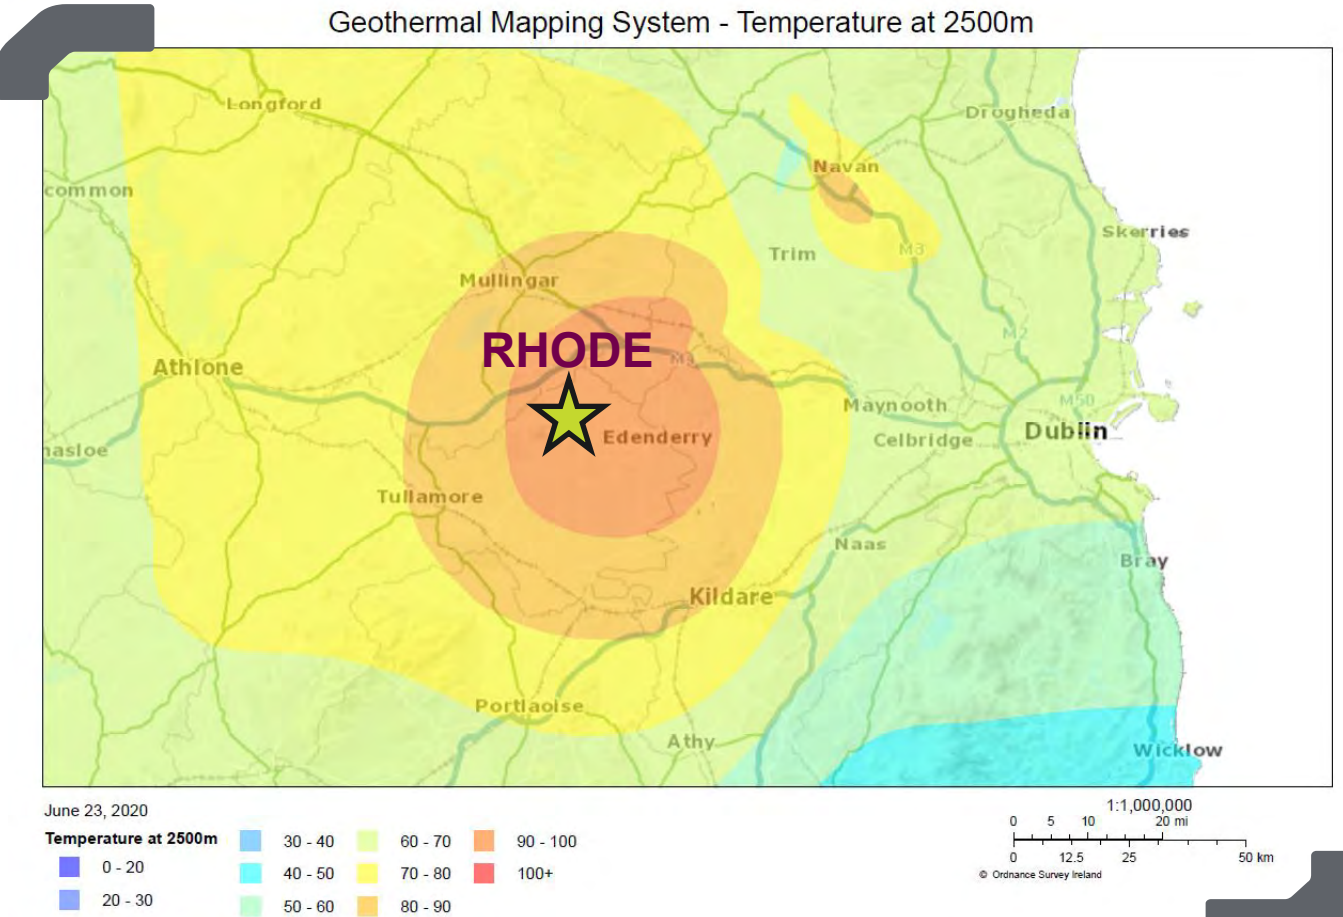 Geothermal Mapping System - Temperature at 2500m
Longford
Drogheda
Navan
common
Skerries
M3
Trim
Mullingar
M2
RHODE
Athlone
M50
Maynooth
Dublin
Edenderry
Celbridge
nasloe
Tullamore
Naas
Bray
Kildare
Portlaoise
Athy
Wicklow
June 23, 2020
1:1,000,000
0 5 10 20 mi
0 12.5 25 50 km
© Ordnance Survey Ireland
Temperature at 2500m
0 - 20
20 - 30
30 - 40
40 - 50
50 - 60
60 - 70
70 - 80
80 - 90
90 - 100
100+